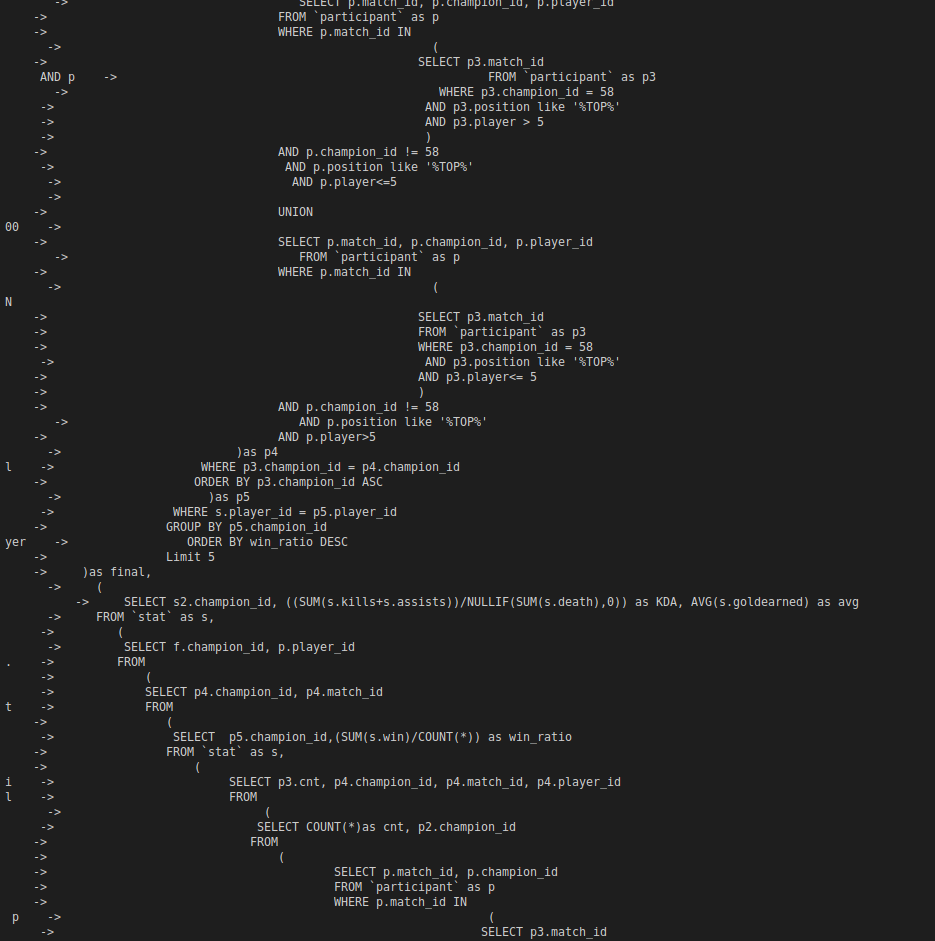 -> SELECT p.match_id, p.champion_id, p.player_id
-> FROM `participant` as p
-> WHERE p.match_id IN
-> (
-> SELECT p3.match_id
AND p -> FROM `participant` as p3
-> WHERE p3.champion_id = 58
-> AND p3.position like '%TOP%'
-> AND p3.player > 5
-> )
-> AND p.champion_id != 58
-> AND p.position like '%TOP%'
-> AND p.player<=5
->
-> UNION
00 ->
-> SELECT p.match_id, p.champion_id, p.player_id
-> FROM `participant` as p
-> WHERE p.match_id IN
-> (
N
-> SELECT p3.match_id
-> FROM `participant` as p3
-> WHERE p3.champion_id = 58
-> AND p3.position like '%TOP%'
-> AND p3.player<= 5
-> )
-> AND p.champion_id != 58
-> AND p.position like '%TOP%'
-> AND p.player>5
-> )as p4
l -> WHERE p3.champion_id = p4.champion_id
-> ORDER BY p3.champion_id ASC
-> )as p5
-> WHERE s.player_id = p5.player_id
-> GROUP BY p5.champion_id
yer -> ORDER BY win_ratio DESC
-> Limit 5
-> )as final,
-> (
-> SELECT s2.champion_id, ((SUM(s.kills+s.assists))/NULLIF(SUM(s.death),0)) as KDA, AVG(s.goldearned) as avg
-> FROM `stat` as s,
-> (
-> SELECT f.champion_id, p.player_id
. -> FROM
-> (
-> SELECT p4.champion_id, p4.match_id
t -> FROM
-> (
-> SELECT p5.champion_id,(SUM(s.win)/COUNT(*)) as win_ratio
-> FROM `stat` as s,
-> (
i -> SELECT p3.cnt, p4.champion_id, p4.match_id, p4.player_id
l -> FROM
-> (
-> SELECT COUNT(*)as cnt, p2.champion_id
-> FROM
-> (
-> SELECT p.match_id, p.champion_id
-> FROM `participant` as p
-> WHERE p.match_id IN
p -> (
-> SELECT p3.match_id